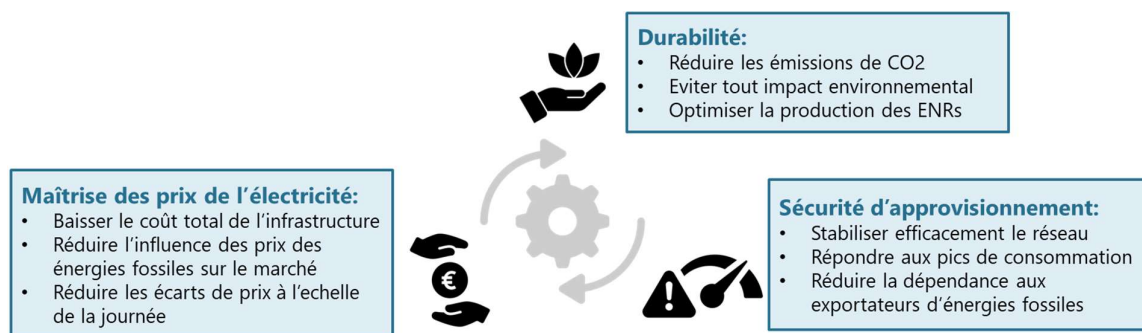 Durabilité:
• Réduire les émissions de CO2
• Eviter tout impact environnemental
• Optimiser la production des ENRs
Maîtrise des prix de l’électricité:
• Baisser le coût total de l’infrastructure
• Réduire l’influence des prix des
énergies fossiles sur le marché
• Réduire les écarts de prix à l’echelle
de la journée
€
Sécurité d’approvisionnement:
• Stabiliser efficacement le réseau
• Répondre aux pics de consommation
• Réduire la dépendance aux
exportateurs d’énergies fossiles